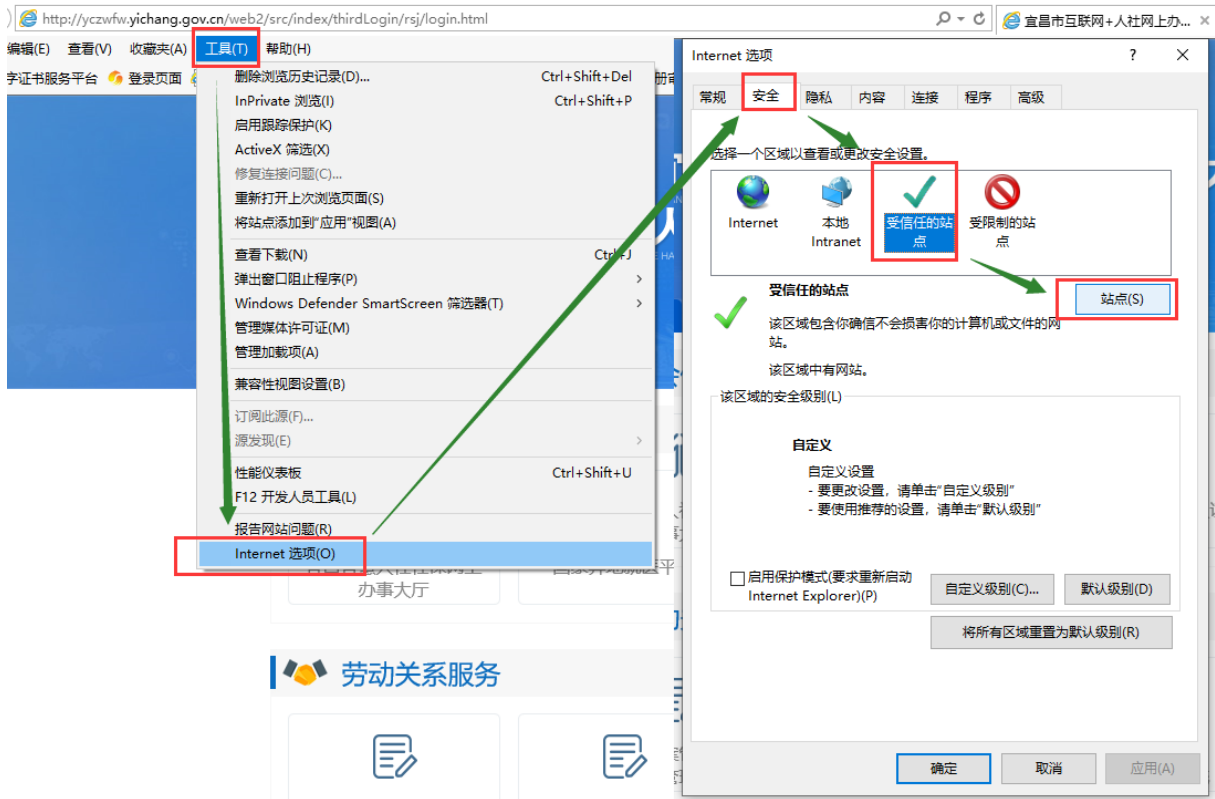 http://yczwfw.yichang.gov.cn/web2/src/index/thirdLogin/rsj/login.html
宜昌市互联网+人社网上办...
编辑(E) 查看(V) 收藏夹(A) 工具(T) 帮助(H)
字证书服务平台 登录页面
删除浏览历史记录(D)... Ctrl+Shift+Del
InPrivate 浏览(I) Ctrl+Shift+P
启用跟踪保护(K)
ActiveX 筛选(X)
修复连接问题(C)...
重新打开上次浏览页面(S)
将站点添加到“应用”视图(A)
查看下载(N) Ctrl+J
弹出窗口阻止程序(P)
Windows Defender SmartScreen 筛选器(T)
管理媒体许可证(M)
管理加载项(A)
兼容性视图设置(B)
订阅此源(F)...
源发现(E)
性能仪表板 Ctrl+Shift+U
F12 开发人员工具(L)
报告网站问题(R)
Internet 选项(O)
办事大厅
劳动关系服务
Internet 选项
常规 安全 隐私 内容 连接 程序 高级
选择一个区域以查看或更改安全设置。
Internet
本地
Intranet
受信任的站
点
受限制的站
点
受信任的站点
站点(S)
该区域包含你确信不会损害你的计算机或文件的网
站。
该区域中有网站。
该区域的安全级别(L)
自定义
自定义设置
- 要更改设置，请单击“自定义级别”
- 要使用推荐的设置，请单击“默认级别”
启用保护模式(要求重新启动
Internet Explorer)(P)
自定义级别(C)... 默认级别(D)
将所有区域重置为默认级别(R)
确定 取消 应用(A)